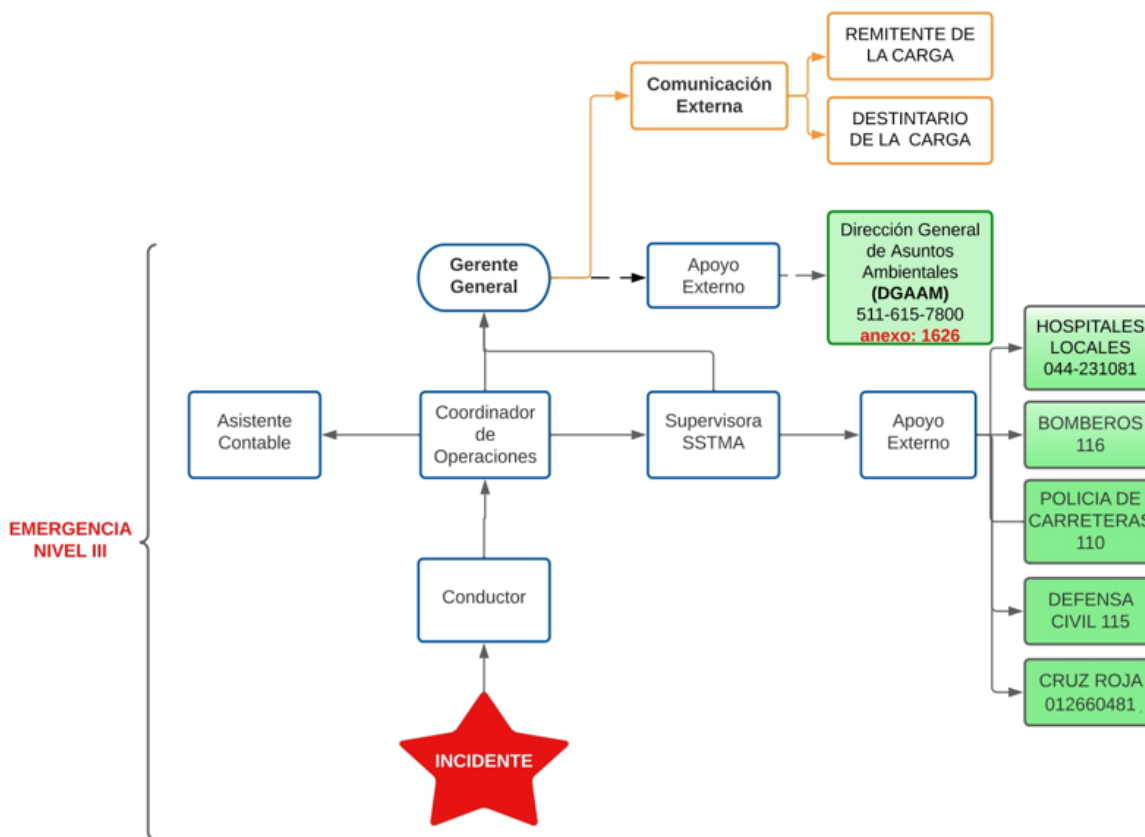 REMITENTE DE
LA CARGA
Comunicación
Externa
DESTINTARIO
DE LA CARGA
Gerente
General
Apoyo
Externo
Dirección General
de Asuntos
Ambientales
(DGAAM)
511-615-7800
anexo: 1626
HOSPITALES
LOCALES
044-231081
Asistente
Contable
Coordinador
de
Operaciones
Supervisora
SSTMA
Apoyo
Externo
BOMBEROS
116
POLICIA DE
CARRETERAS
110
EMERGENCIA
NIVEL III
Conductor
DEFENSA
CIVIL 115
CRUZ ROJA
012660481
INCIDENTE